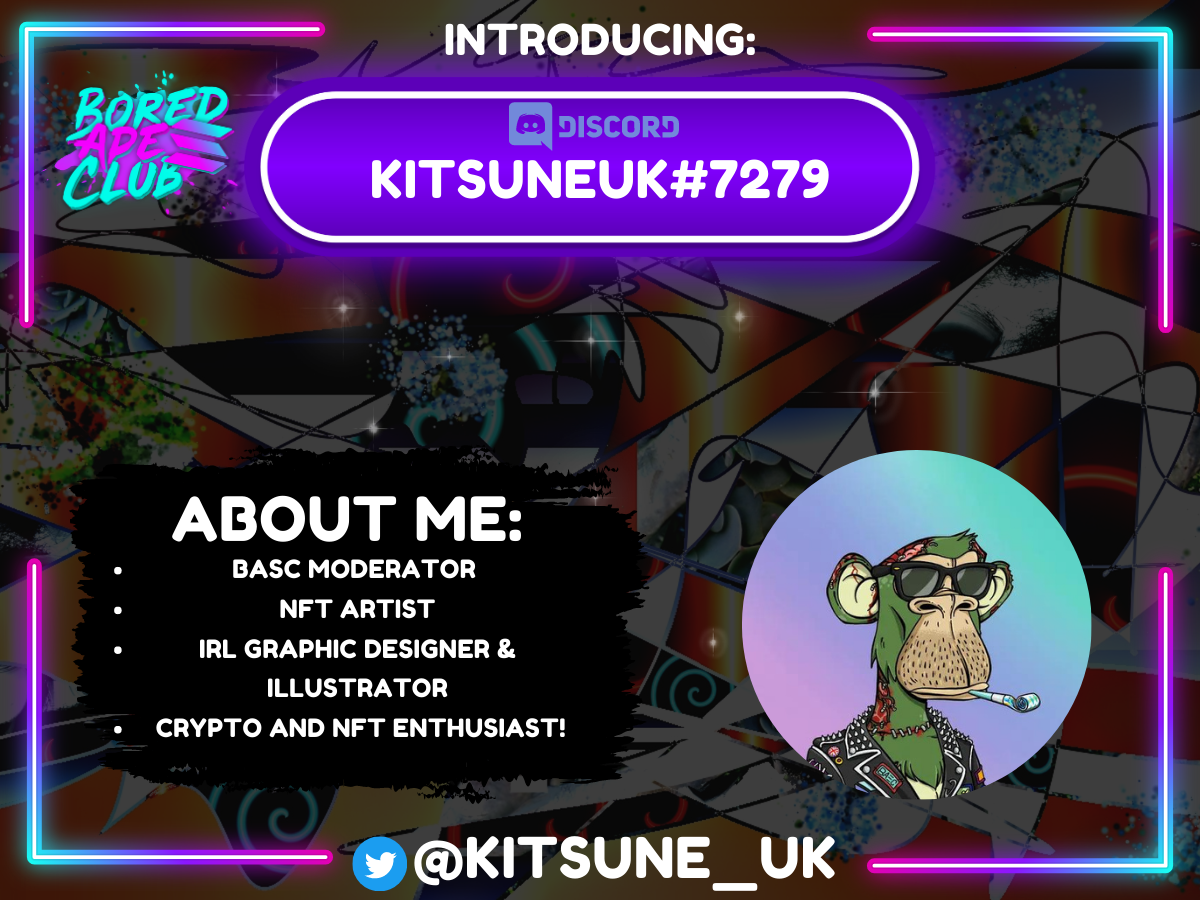 INTRODUCING:
BORED
APE
CLUB
DISCORD
KITSUNEUK#7279
ABOUT ME:
• BASC MODERATOR
• NFT ARTIST
• IRL GRAPHIC DESIGNER &
ILLUSTRATOR
• CRYPTO AND NFT ENTHUSIAST!
@KITSUNE_UK